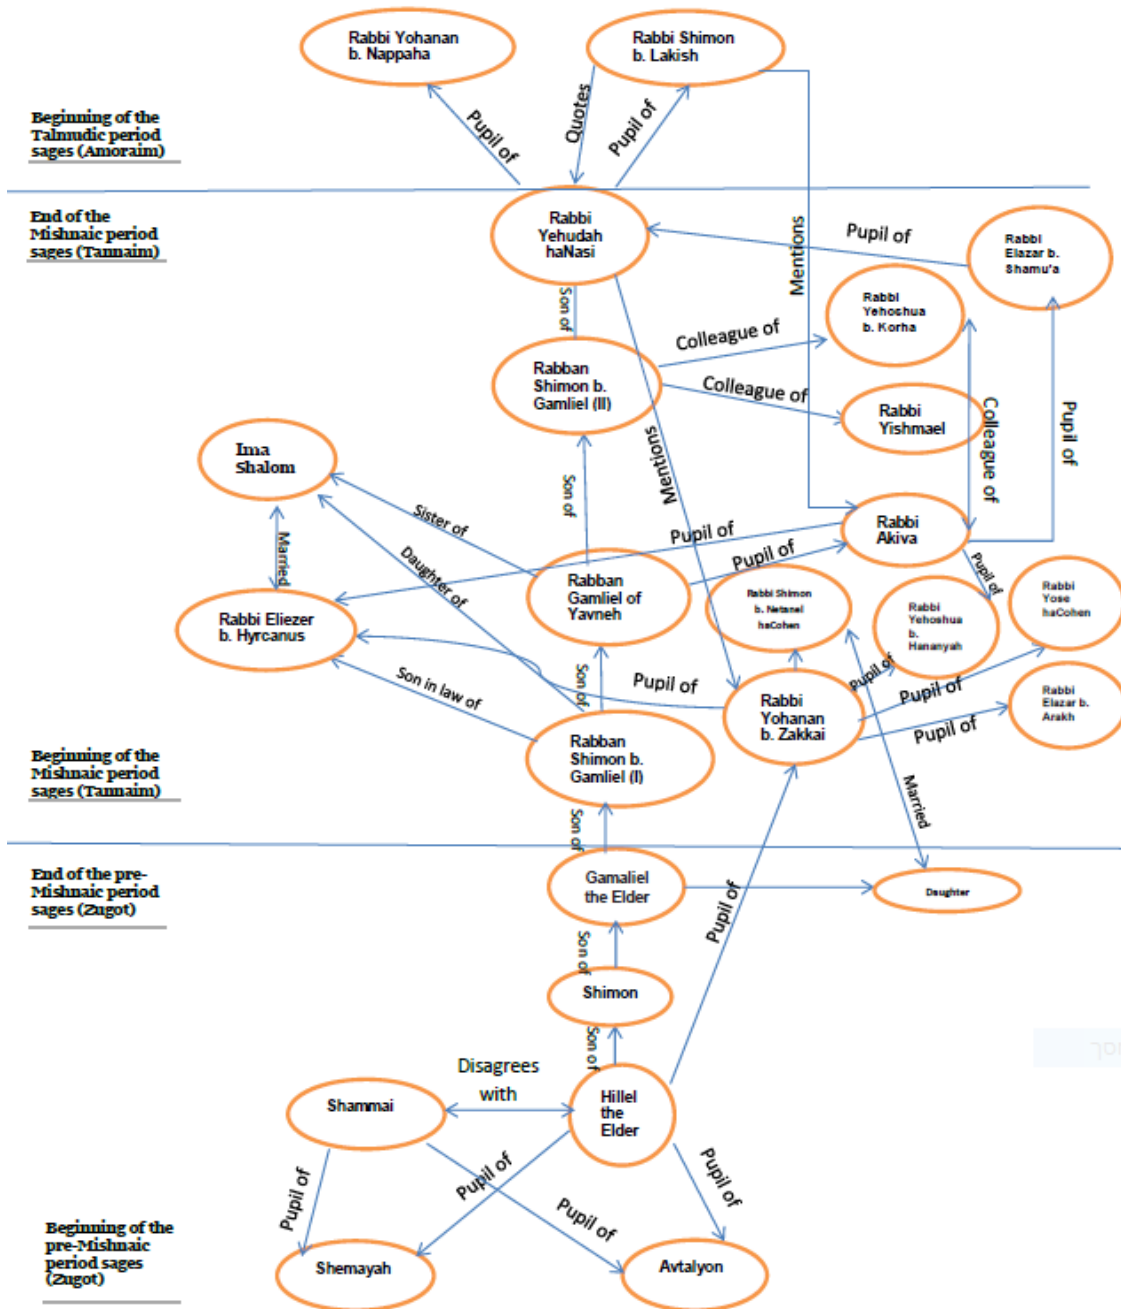 Rabbi Yohanan
b. Nappaha
Rabbi Shimon
b. Lakish
Pupil of
Quotes
Pupil of
Beginning of the
Talmudic period
sages (Amoraim)
End of the
Mishnaic period
sages (Tannaim)
Rabbi
Yehudah
haNasi
Mentions
Pupil of
Rabbi
Elazar b.
Shamu'a
Son of
Rabbi
Yehoshua
b. Korha
Colleague of
Rabban
Shimon b.
Gamliel (II)
Colleague of
Rabbi
Yishmael
Colleague of
Pupil of
Mentions
Ima
Shalom
Son of
Sister of
Pupil of
Rabbi
Akiva
Married
Daughter of
Pupil of
Pupil of
Rabban
Gamliel of
Yavneh
Rabbi Shimon
b. Netanel
haCohen
Rabbi
Yehoshua
b.
Hananyah
Rabbi
Yose
haCohen
Rabbi Eliezer
b. Hyrcanus
Son in law of
Son of
Pupil of
Pupil of
Pupil of
Rabbi
Elazar b.
Arakh
Rabbi
Yohanan
b. Zakkai
Pupil of
Rabban
Shimon b.
Gamliel (I)
Beginning of the
Mishnaic period
sages (Tannaim)
Married
Son of
End of the pre-
Mishnaic period
sages (Zugot)
Gamaliel
the Elder
Daughter
Pupil of
Son of
Shimon
Son of
Disagrees
with
Shammai
Hillel
the
Elder
Pupil of
Pupil of
Pupil of
Pupil of
Beginning of the
pre-Mishnaic
period sages
(Zugot)
Shemayah
Avtalyon